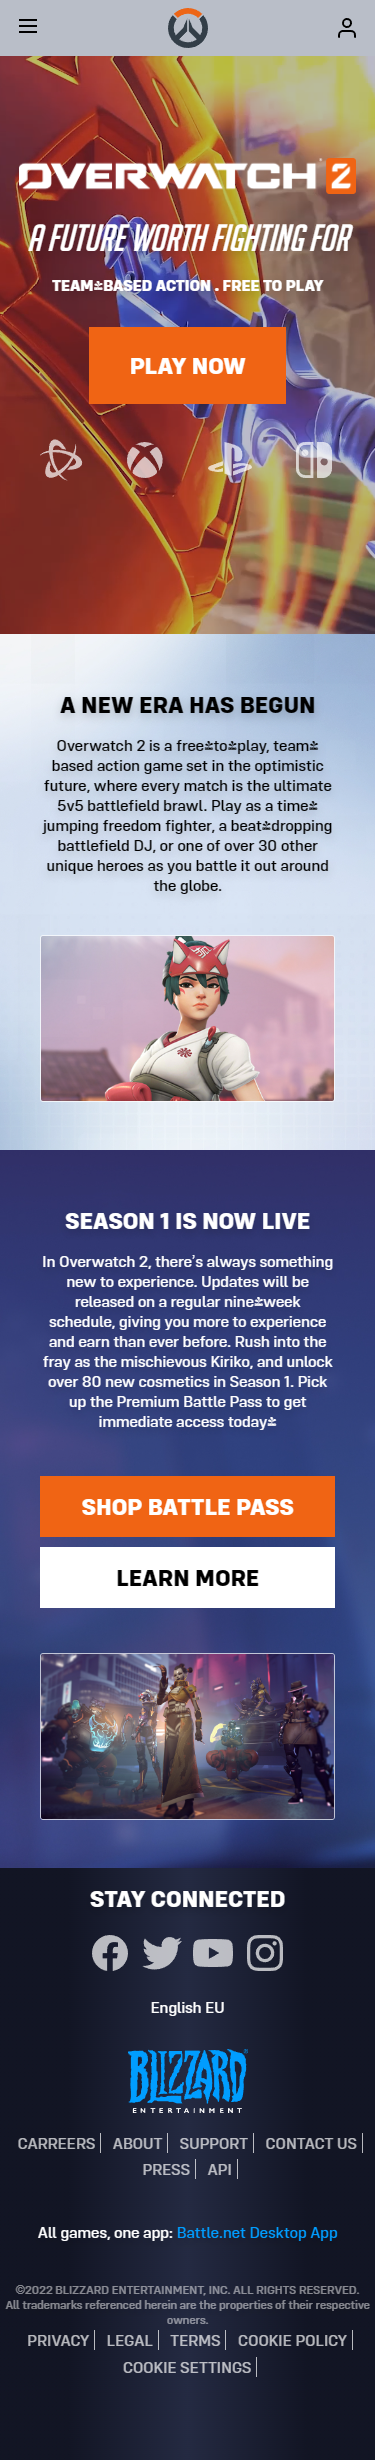 OVERWATCH 2
A FUTURE WORTH FIGHTING FOR
TEAM±BASED ACTION . FREE TO PLAY
PLAY NOW
A NEW ERA HAS BEGUN
Overwatch 2 is a free±to±play, team±
based action game set in the optimistic
future, where every match is the ultimate
5v5 battlefield brawl. Play as a time±
jumping freedom fighter, a beat±dropping
battlefield DJ, or one of over 30 other
unique heroes as you battle it out around
the globe.
SEASON 1 IS NOW LIVE
In Overwatch 2, there's always something
new to experience. Updates will be
released on a regular nine±week
schedule, giving you more to experience
and earn than ever before. Rush into the
fray as the mischievous Kiriko, and unlock
over 80 new cosmetics in Season 1. Pick
up the Premium Battle Pass to get
immediate access today±
SHOP BATTLE PASS
LEARN MORE
STAY CONNECTED
English EU
BLIZZARD
ENTERTAINMENT
CARREERS | ABOUT | SUPPORT | CONTACT US |
PRESS | API |
All games, one app: Battle.net Desktop App
©2022 BLIZZARD ENTERTAINMENT, INC. ALL RIGHTS RESERVED.
All trademarks referenced herein are the properties of their respective
owners.
PRIVACY | LEGAL | TERMS | COOKIE POLICY |
COOKIE SETTINGS |